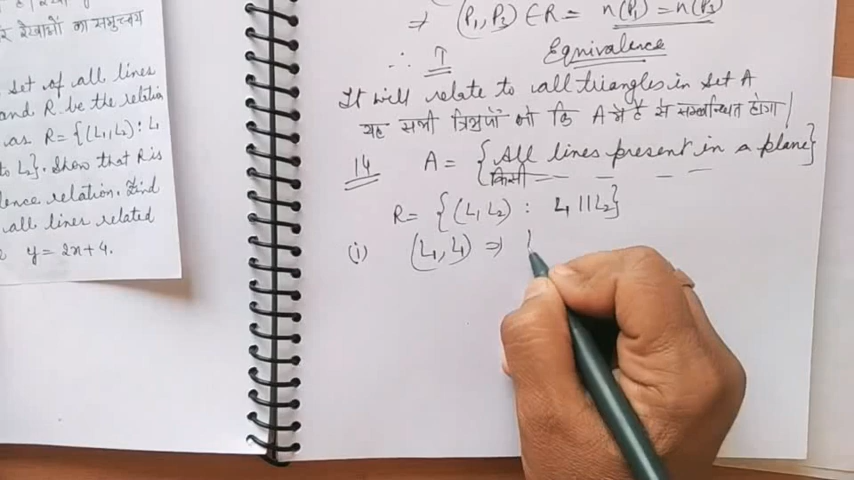 रेखाओं का समुच्चय
set of all lines
and R be the relation
as R = {(L₁, L₂) : L
to L₂}. Show that R is
lence relation. Find
all lines related
y = 2x+4.
⇒ (P₁, P₂) ∈ R = n(P₁) = n(P₂)
∴ T Equivalence
It will relate to all triangles in set A
यह सभी त्रिभुजों जो कि A में हैं से सम्बन्धित होगा।
14 A = {All lines present in a plane}
किसी
R = {(L₁ L₂) : L₁ || L₂}
(i) (L₁, L₁) ⇒